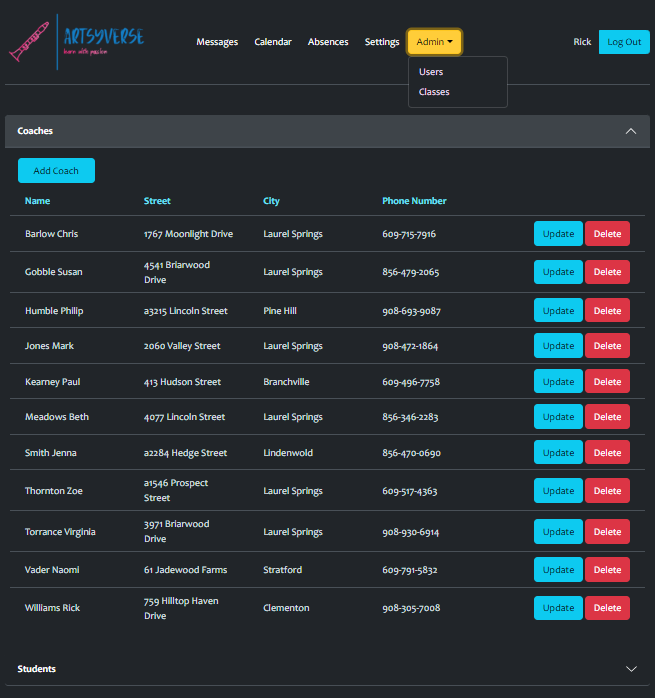 ARTSYVERSE
learn with passion
Messages Calendar Absences Settings Admin Rick Log Out
Users
Classes
Coaches
Add Coach
Name Street City Phone Number
Barlow Chris 1767 Moonlight Drive Laurel Springs 609-715-7916 Update Delete
Gobble Susan 4541 Briarwood Drive Laurel Springs 856-479-2065 Update Delete
Humble Philip a3215 Lincoln Street Pine Hill 908-693-9087 Update Delete
Jones Mark 2060 Valley Street Laurel Springs 908-472-1864 Update Delete
Kearney Paul 413 Hudson Street Branchville 609-496-7758 Update Delete
Meadows Beth 4077 Lincoln Street Laurel Springs 856-346-2283 Update Delete
Smith Jenna a2284 Hedge Street Lindenwold 856-470-0690 Update Delete
Thornton Zoe a1546 Prospect Street Laurel Springs 609-517-4363 Update Delete
Torrance Virginia 3971 Briarwood Drive Laurel Springs 908-930-6914 Update Delete
Vader Naomi 61 Jadewood Farms Stratford 609-791-5832 Update Delete
Williams Rick 759 Hilltop Haven Drive Clementon 908-305-7008 Update Delete
Students